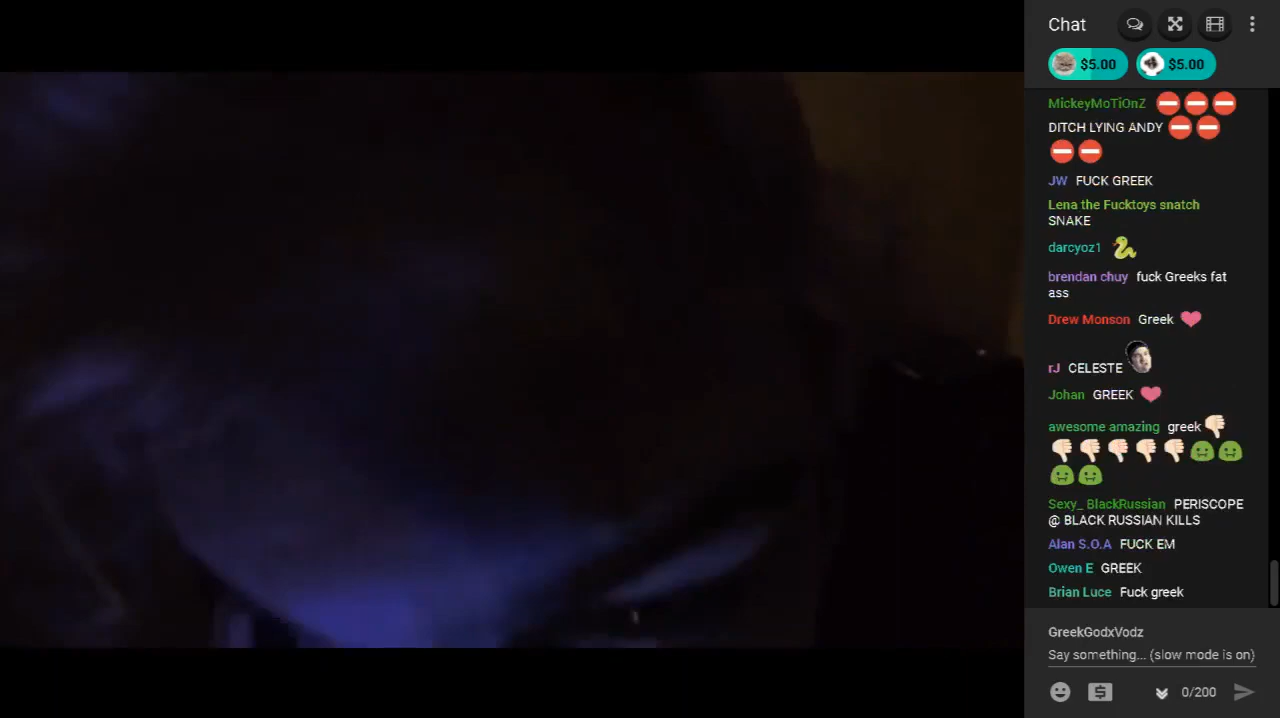 Chat
$5.00 $5.00
MickeyMoTiOnZ
DITCH LYING ANDY
JW FUCK GREEK
Lena the Fucktoys snatch
SNAKE
darcyoz1
brendan chuy fuck Greeks fat
ass
Drew Monson Greek
rJ CELESTE
Johan GREEK
awesome amazing greek
Sexy_ BlackRussian PERISCOPE
@ BLACK RUSSIAN KILLS
Alan S.O.A FUCK EM
Owen E GREEK
Brian Luce Fuck greek
GreekGodxVodz
Say something... (slow mode is on)
0/200